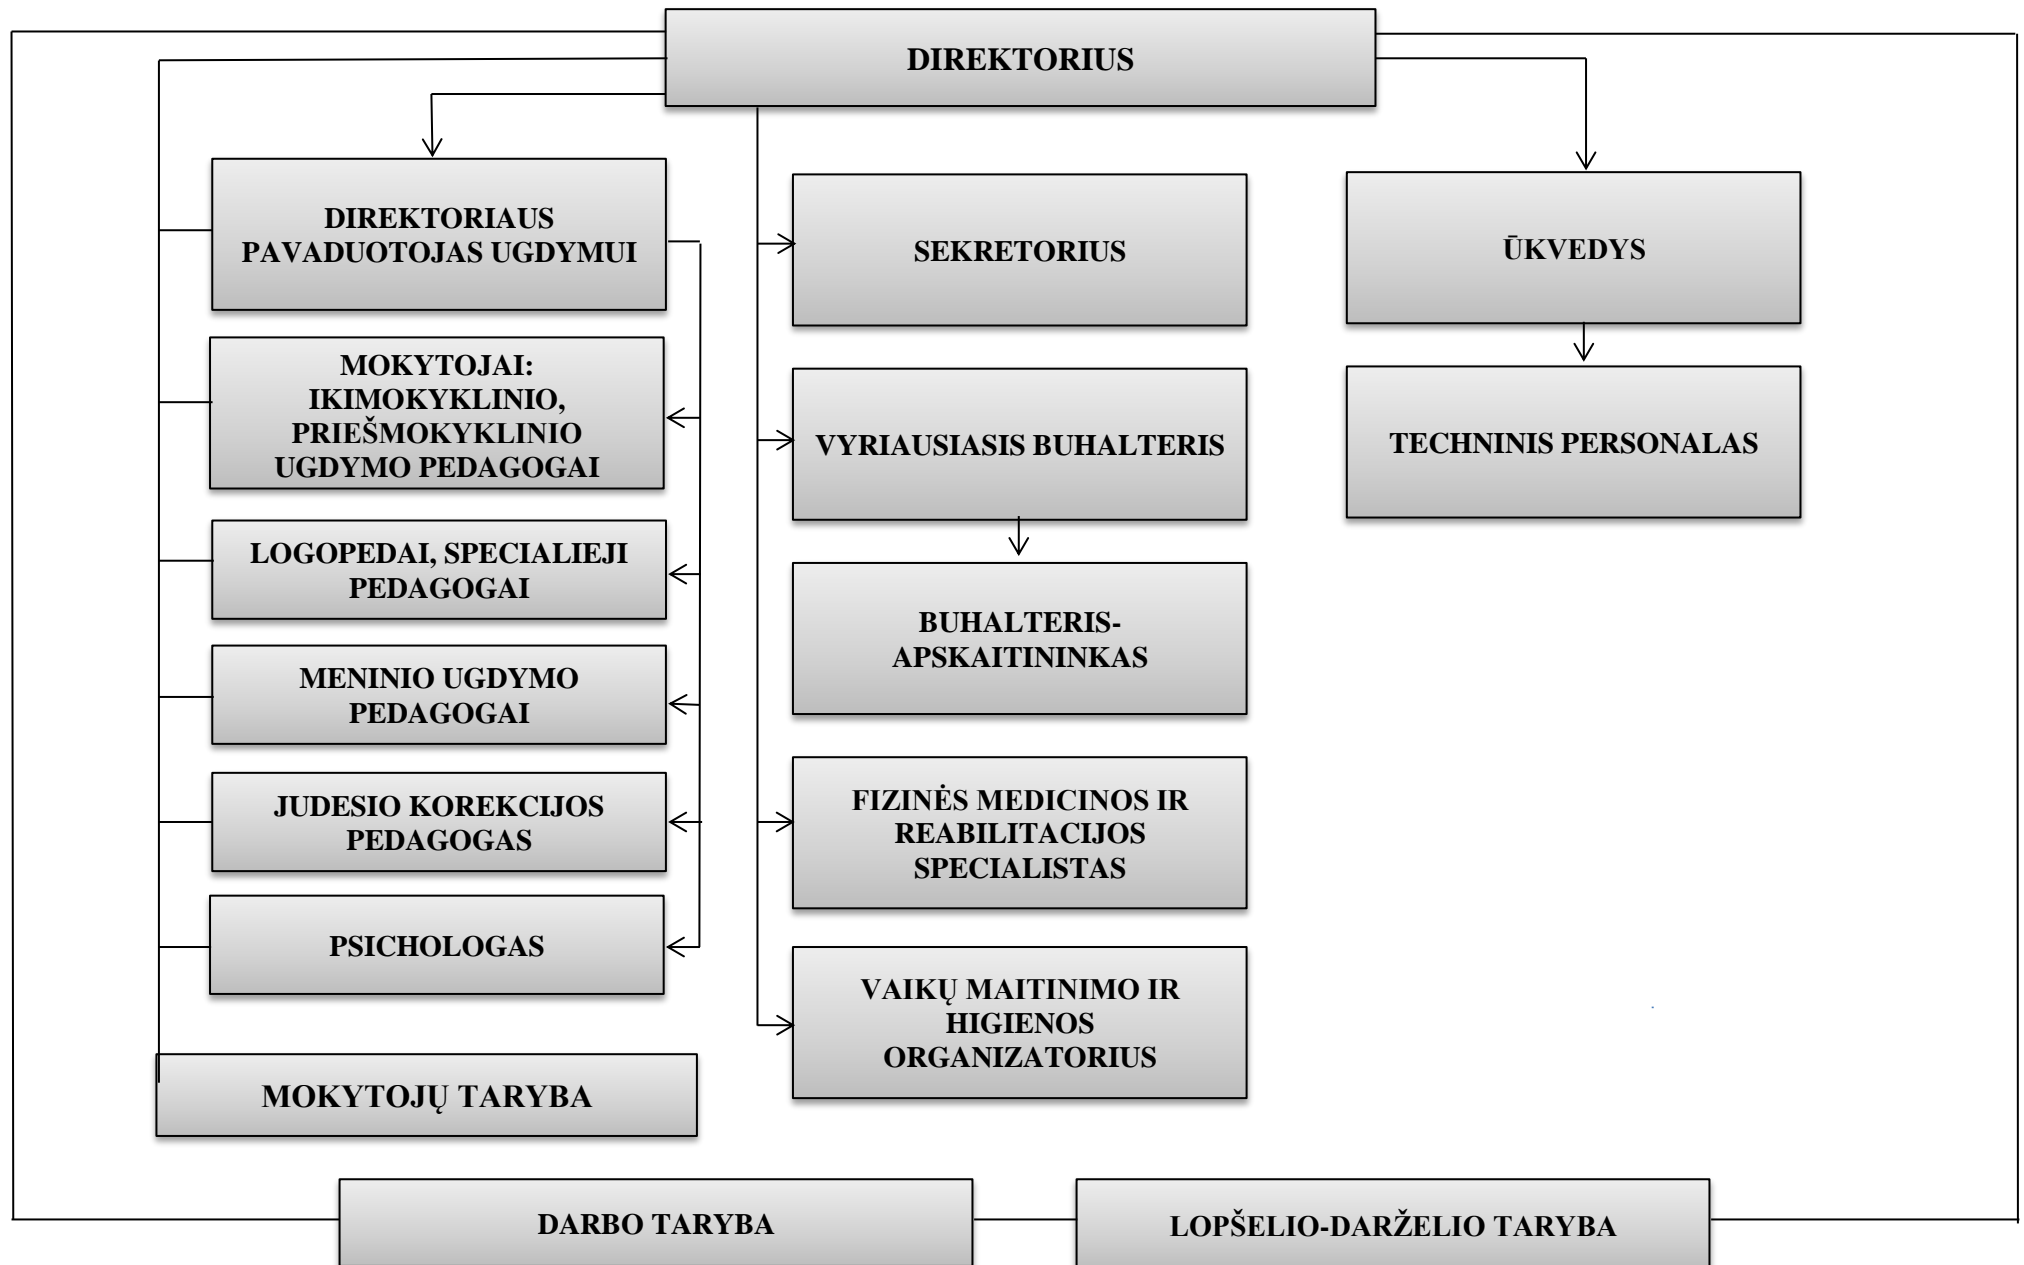 DIREKTORIUS
DIREKTORIAUS
PAVADUOTOJAS UGDYMUI
MOKYTOJAI:
IKIMOKYKLINIO,
PRIEŠMOKYKLINIO
UGDYMO PEDAGOGAI
LOGOPEDAI, SPECIALIEJI
PEDAGOGAI
MENINIO UGDYMO
PEDAGOGAI
JUDESIO KOREKCIJOS
PEDAGOGAS
PSICHOLOGAS
MOKYTOJŲ TARYBA
SEKRETORIUS
VYRIAUSIASIS BUHALTERIS
BUHALTERIS-
APSKAITININKAS
FIZINĖS MEDICINOS IR
REABILITACIJOS
SPECIALISTAS
VAIKŲ MAITINIMO IR
HIGIENOS
ORGANIZATORIUS
ŪKVEDYS
TECHNINIS PERSONALAS
DARBO TARYBA
LOPŠELIO-DARŽELIO TARYBA